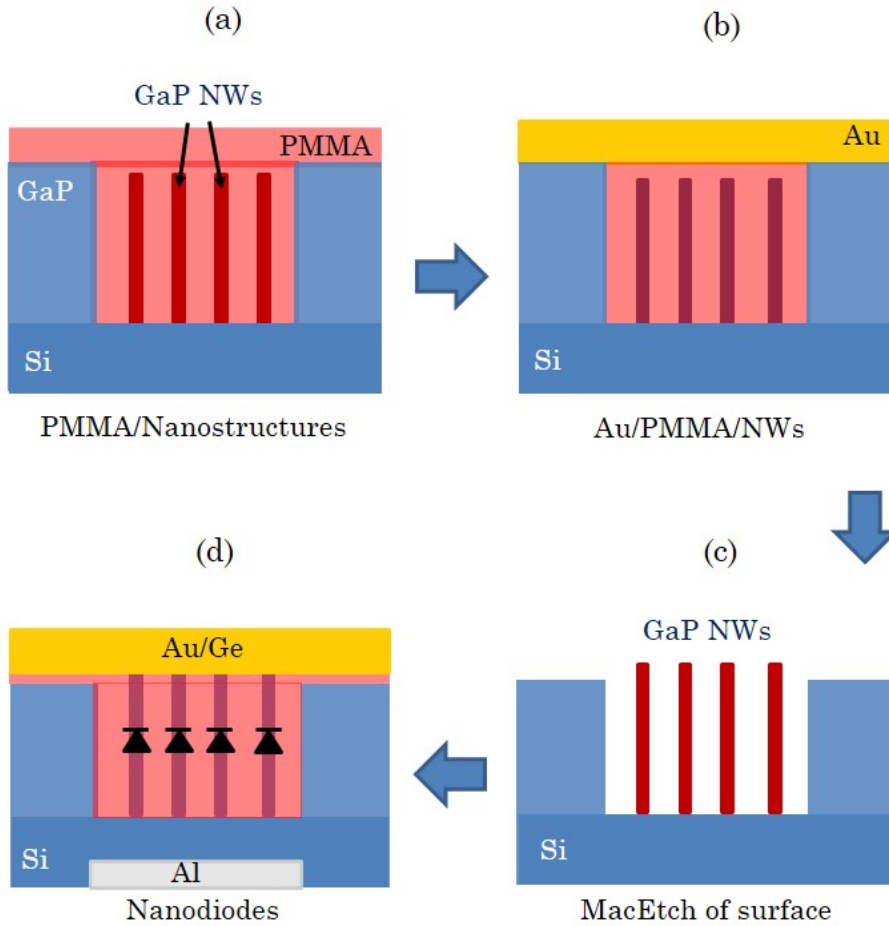 (a)
GaP NWs
PMMA
GaP
Si
PMMA/Nanostructures
(b)
Au
Si
Au/PMMA/NWs
(c)
GaP NWs
Si
MacEtch of surface
(d)
Au/Ge
Si
Al
Nanodiodes